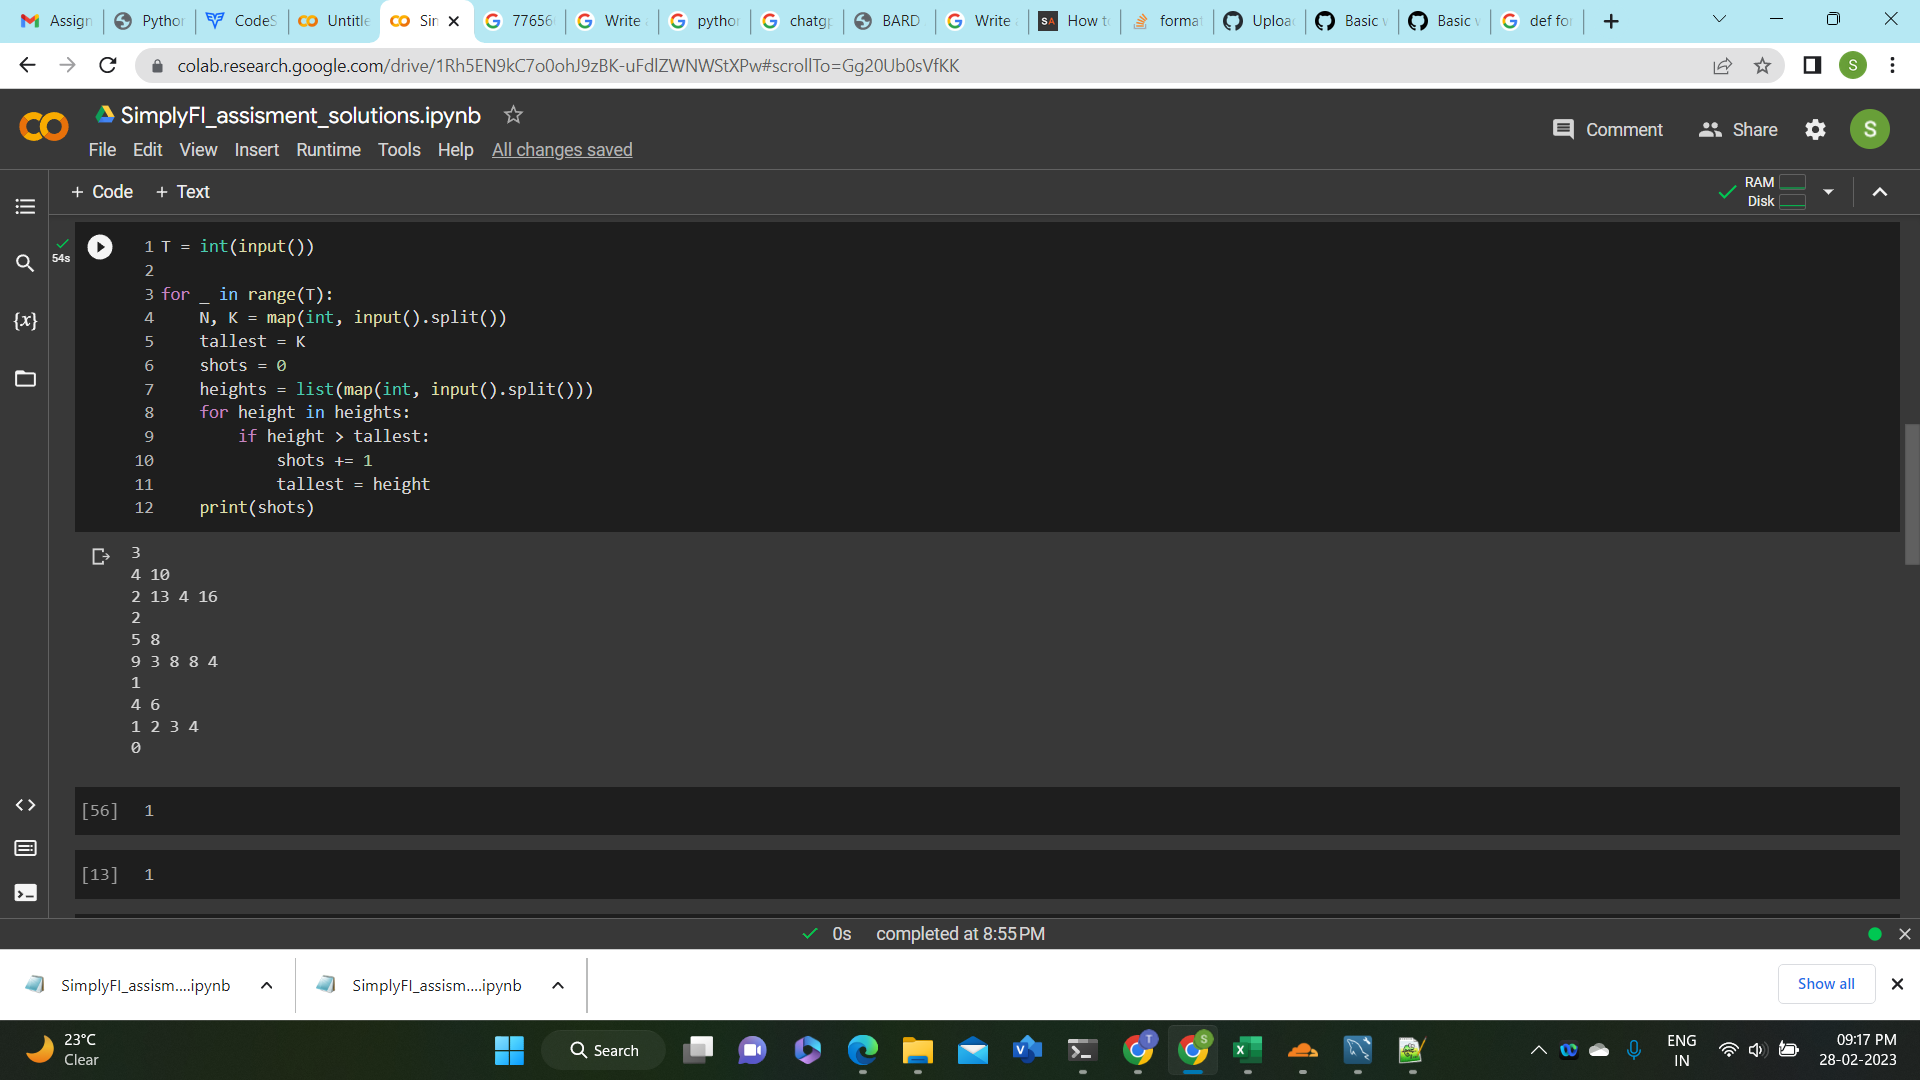 Assign
Python
CodeS
Untitle
Sim
77656
Write
python
chatgp
BARD
Write
How to
format
Upload
Basic w
Basic w
def for
colab.research.google.com/drive/1Rh5EN9kC7o0ohJ9zBK-uFdlZWNWStXPw#scrollTo=Gg20Ub0sVfKK
S
SimplyFI_assisment_solutions.ipynb
File Edit View Insert Runtime Tools Help All changes saved
Comment
Share
S
+ Code + Text
RAM
Disk
54s
1 T = int(input())
2
3 for _ in range(T):
4 N, K = map(int, input().split())
5 tallest = K
6 shots = 0
7 heights = list(map(int, input().split()))
8 for height in heights:
9 if height > tallest:
10 shots += 1
11 tallest = height
12 print(shots)
3
4 10
2 13 4 16
2
5 8
9 3 8 8 4
1
4 6
1 2 3 4
0
[56] 1
[13] 1
0s completed at 8:55 PM
SimplyFI_assism....ipynb
SimplyFI_assism....ipynb
Show all
23°C
Clear
Search
ENG
IN
09:17 PM
28-02-2023